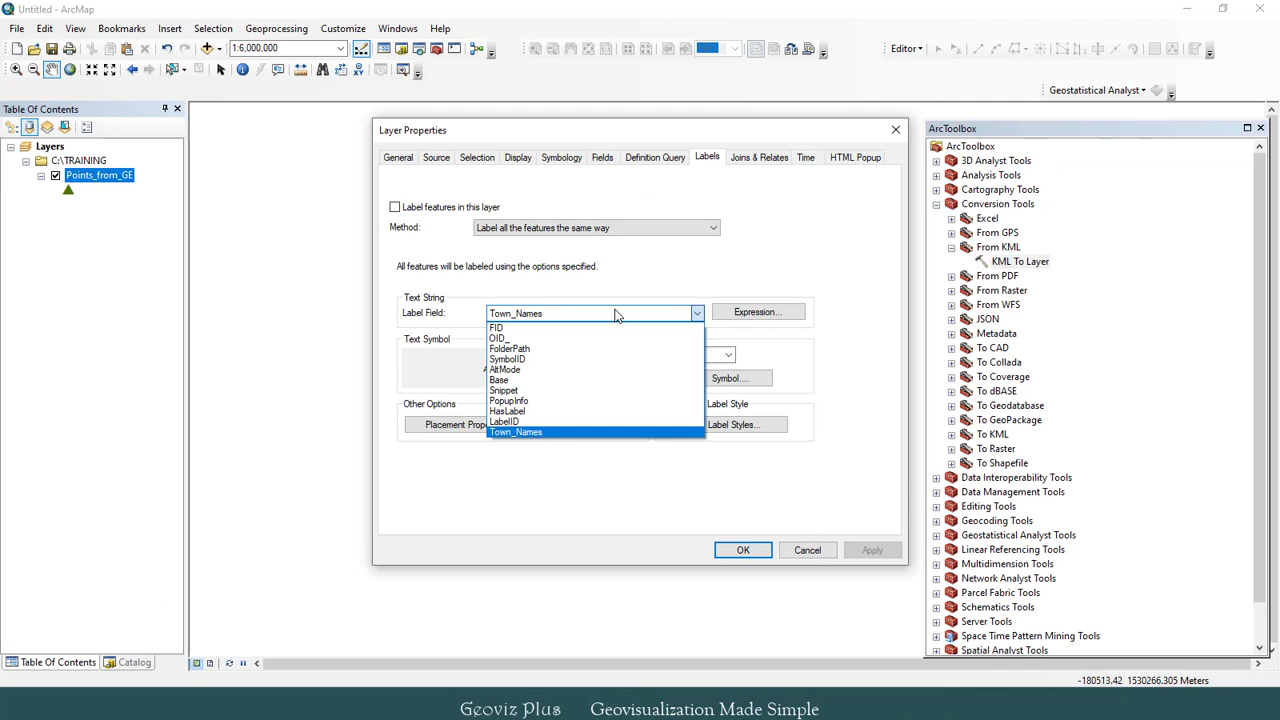 Untitled - ArcMap
File Edit View Bookmarks Insert Selection Geoprocessing Customize Windows Help
1:6,000,000
Editor
Geostatistical Analyst
Table Of Contents
Layers
C:\TRAINING
Points_from_GE
Layer Properties
General Source Selection Display Symbology Fields Definition Query Labels Joins & Relates Time HTML Popup
Label features in this layer
Method: Label all the features the same way
All features will be labeled using the options specified.
Text String
Label Field: Town_Names Expression...
FID
OID_
FolderPath
SymbolID
AltMode
Base
Snippet
PopupInfo
HasLabel
LabelID
Town_Names
Text Symbol
Symbol...
Other Options
Label Style
Placement Prope
Label Styles...
OK Cancel Apply
ArcToolbox
ArcToolbox
3D Analyst Tools
Analysis Tools
Cartography Tools
Conversion Tools
Excel
From GPS
From KML
KML To Layer
From PDF
From Raster
From WFS
JSON
Metadata
To CAD
To Collada
To Coverage
To dBASE
To Geodatabase
To GeoPackage
To KML
To Raster
To Shapefile
Data Interoperability Tools
Data Management Tools
Editing Tools
Geocoding Tools
Geostatistical Analyst Tools
Linear Referencing Tools
Multidimension Tools
Network Analyst Tools
Parcel Fabric Tools
Schematics Tools
Server Tools
Space Time Pattern Mining Tools
Spatial Analyst Tools
Table Of Contents Catalog
-180513.42 1530266.305 Meters
Geoviz Plus Geovisualization Made Simple